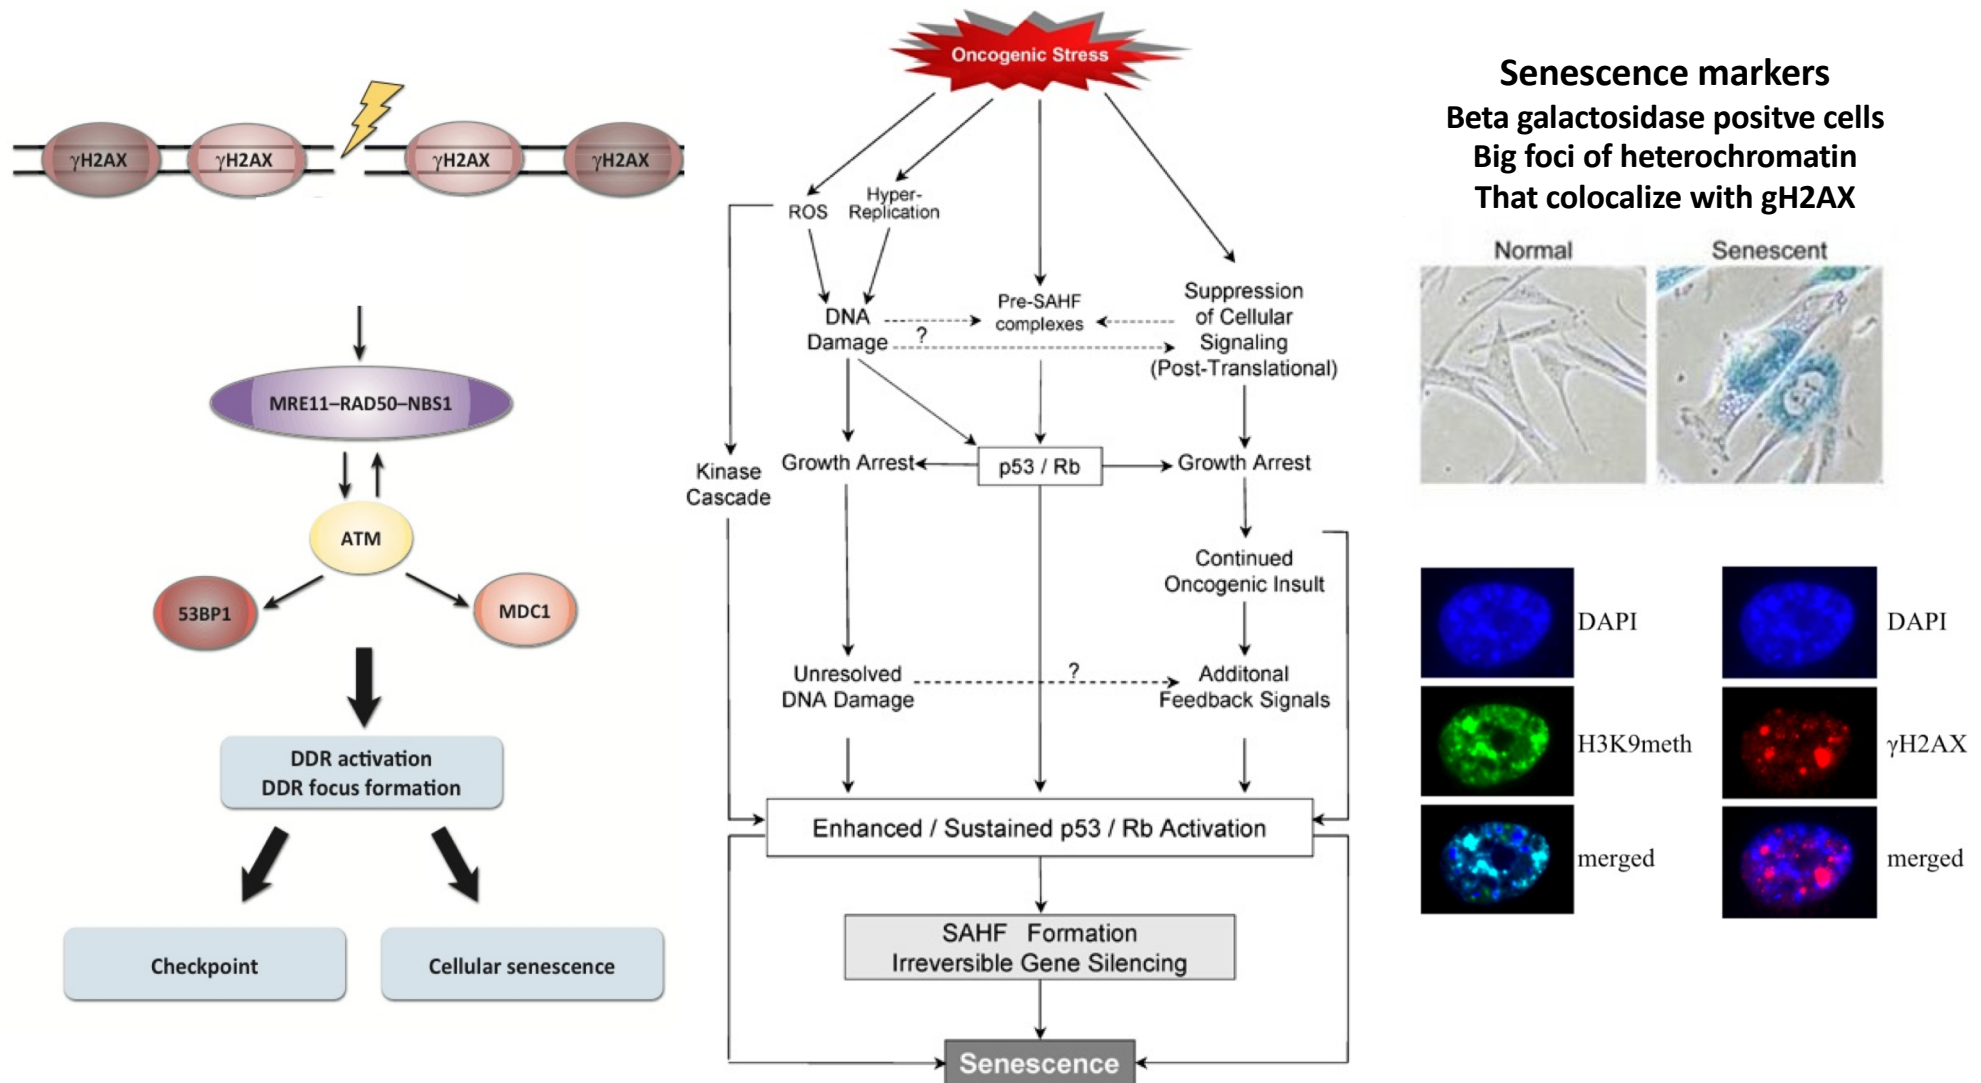 γH2AX
γH2AX
γH2AX
γH2AX
MRE11–RAD50–NBS1
ATM
53BP1
MDC1
DDR activation
DDR focus formation
Checkpoint
Cellular senescence
Oncogenic Stress
ROS
Hyper-
Replication
DNA
Damage
?
Pre-SAHF
complexes
Suppression
of Cellular
Signaling
(Post-Translational)
Kinase
Cascade
Growth Arrest
p53 / Rb
Growth Arrest
Continued
Oncogenic Insult
Unresolved
DNA Damage
?
Additonal
Feedback Signals
Enhanced / Sustained p53 / Rb Activation
SAHF Formation
Irreversible Gene Silencing
Senescence
Senescence markers
Beta galactosidase positve cells
Big foci of heterochromatin
That colocalize with gH2AX
Normal
Senescent
DAPI
H3K9meth
merged
DAPI
γH2AX
merged